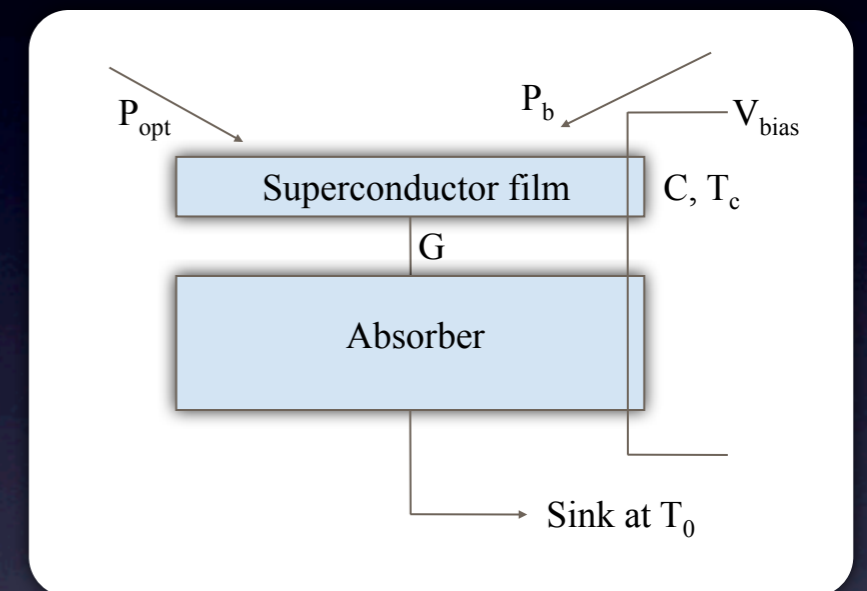 P_opt
P_b
V_bias
Superconductor film
C, T_c
G
Absorber
Sink at T_0